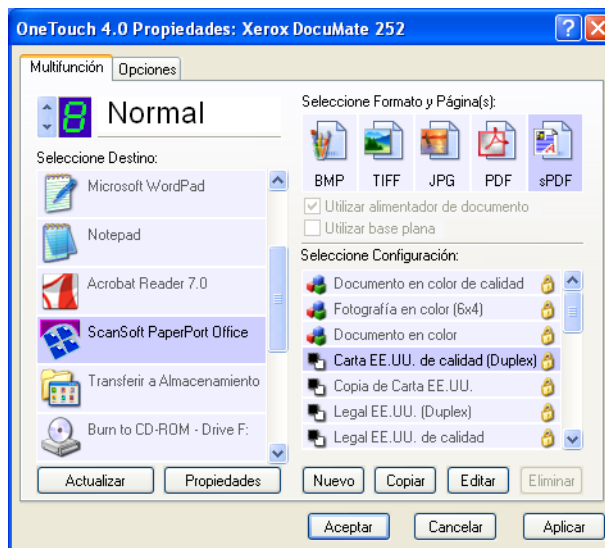 OneTouch 4.0 Propiedades: Xerox DocuMate 252
Multifunción
Opciones
8
Normal
Seleccione Destino:
Microsoft WordPad
Notepad
Acrobat Reader 7.0
ScanSoft PaperPort Office
Transferir a Almacenamiento
Burn to CD-ROM - Drive F:
Actualizar
Propiedades
Seleccione Formato y Página(s):
BMP TIFF JPG PDF sPDF
Utilizar alimentador de documento
Utilizar base plana
Seleccione Configuración:
Documento en color de calidad
Fotografía en color (6x4)
Documento en color
Carta EE.UU. de calidad (Duplex)
Copia de Carta EE.UU.
Legal EE.UU. (Duplex)
Legal EE.UU. de calidad
Nuevo
Copiar
Editar
Eliminar
Aceptar
Cancelar
Aplicar